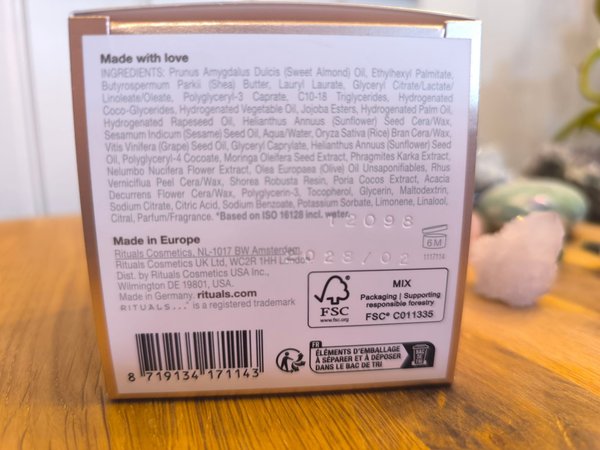 Made with love
INGREDIENTS: Prunus Amygdalus Dulcis (Sweet Almond) Oil, Ethylhexyl Palmitate,
Butyrospermum Parkii (Shea) Butter, Lauryl Laurate, Glyceryl Citrate/Lactate/
Linoleate/Oleate, Polyglyceryl-3 Caprate, C10-18 Triglycerides, Hydrogenated
Coco-Glycerides, Hydrogenated Vegetable Oil, Jojoba Esters, Hydrogenated Palm Oil,
Hydrogenated Rapeseed Oil, Helianthus Annuus (Sunflower) Seed Cera/Wax,
Sesamum Indicum (Sesame) Seed Oil, Aqua/Water, Oryza Sativa (Rice) Bran Cera/Wax,
Vitis Vinifera (Grape) Seed Oil, Glyceryl Caprylate, Helianthus Annuus (Sunflower) Seed
Oil, Polyglyceryl-4 Cocoate, Moringa Oleifera Seed Extract, Phragmites Karka Extract,
Nelumbo Nucifera Flower Extract, Olea Europaea (Olive) Oil Unsaponifiables, Rhus
Verniciflua Peel Cera/Wax, Shorea Robusta Resin, Poria Cocos Extract, Acacia
Decurrens Flower Cera/Wax, Polyglycerin-3, Tocopherol, Glycerin, Maltodextrin,
Sodium Citrate, Citric Acid, Sodium Benzoate, Potassium Sorbate, Limonene, Linalool,
Citral, Parfum/Fragrance. *Based on ISO 16128 incl. water.
12098
Made in Europe
Rituals Cosmetics, NL-1017 BW Amsterdam
Rituals Cosmetics UK Ltd, WC2R 1HH London
2028/02
Dist. by Rituals Cosmetics USA Inc.,
Wilmington DE 19801, USA.
Made in Germany. rituals.com
RITUALS...® is a registered trademark
6M
1117114
FSC
www.fsc.org
MIX
Packaging | Supporting
responsible forestry
FSC® C011335
8 719134 171143
FR
ÉLÉMENTS D'EMBALLAGE
À SÉPARER ET À DÉPOSER
DANS LE BAC DE TRI